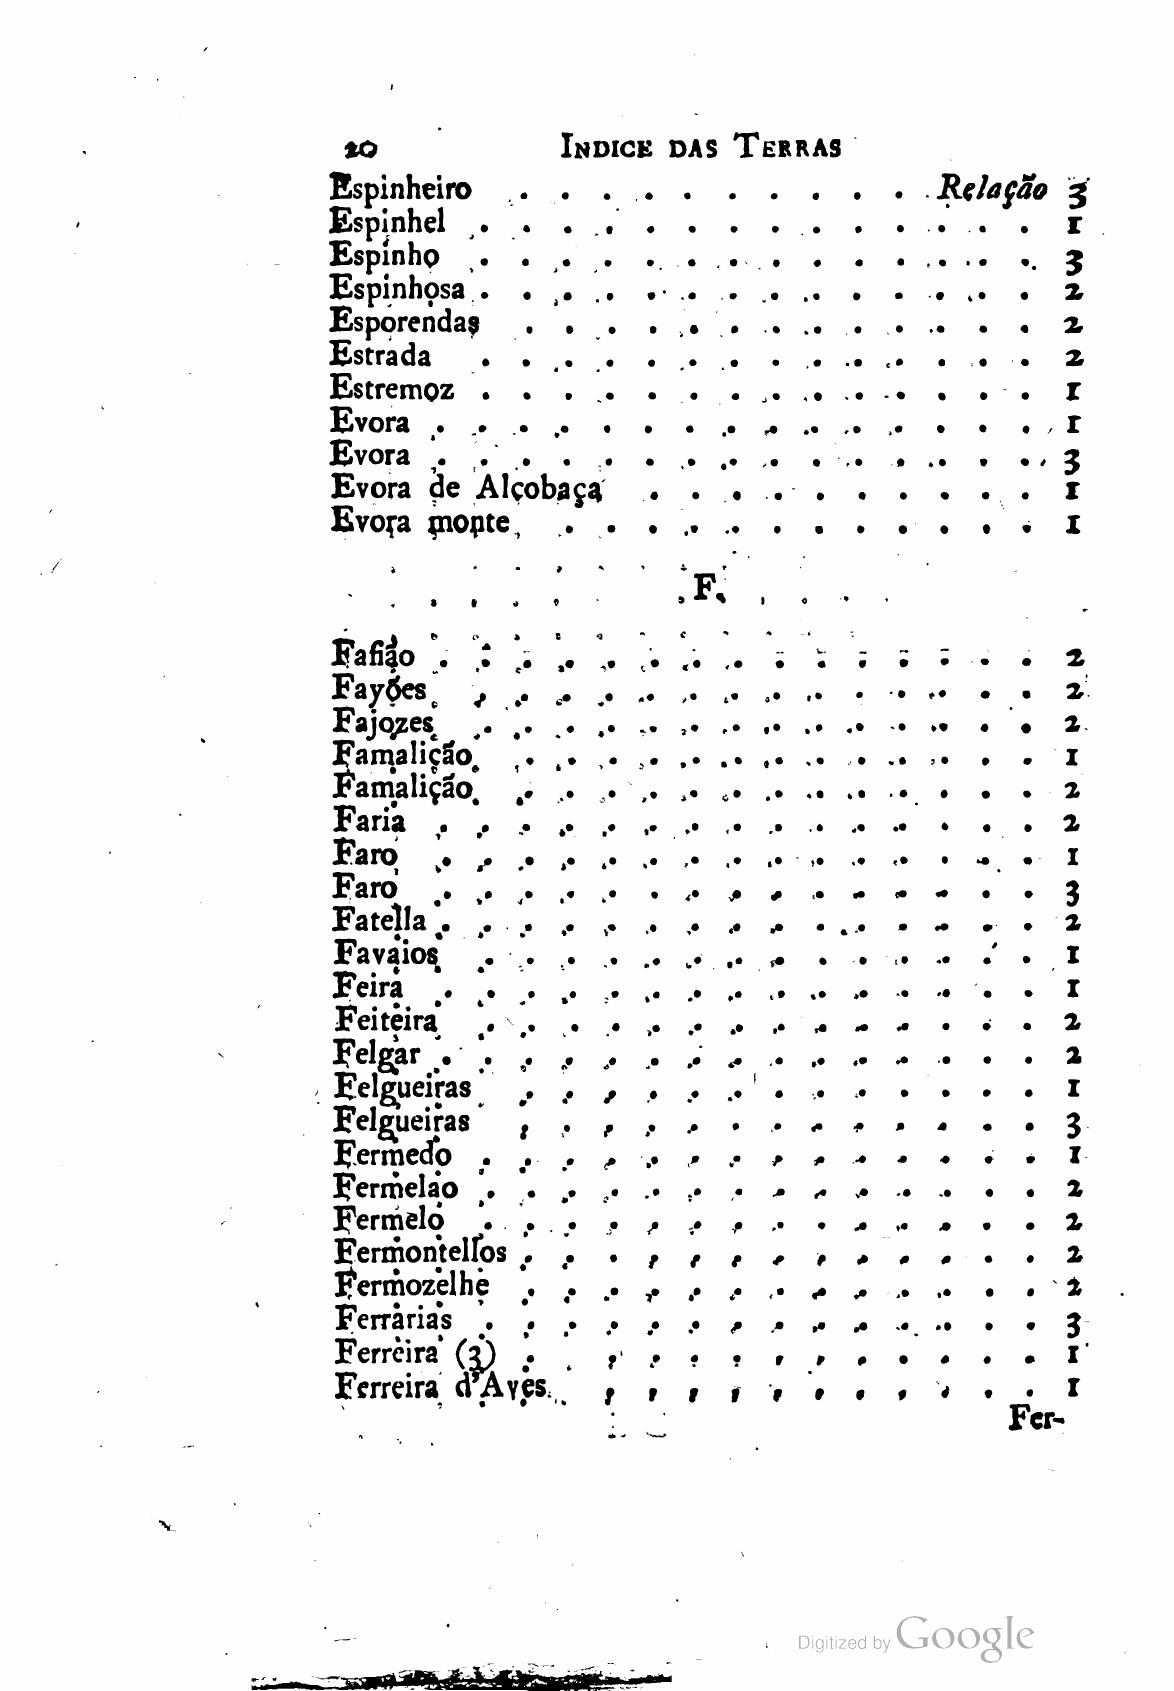 20 INDICE DAS TERRAS
Espinheiro . . . . . . . . . . Relação 3
Espinhel . . . . . . . . . . . . . . 1
Espinho . . . . . . . . . . . . . . 3
Espinhosa . . . . . . . . . . . . . . 2
Esporendas . . . . . . . . . . . . . 2
Estrada . . . . . . . . . . . . . . 2
Estremoz . . . . . . . . . . . . . . 1
Evora . . . . . . . . . . . . . . . 1
Evora . . . . . . . . . . . . . . . 3
Evora de Alçobaça . . . . . . . . . . 1
Evora monte . . . . . . . . . . . . 1
F.
Fafião . . . . . . . . . . . . . . . 2
Fayões . . . . . . . . . . . . . . 2
Fajozes . . . . . . . . . . . . . . 2
Famalição . . . . . . . . . . . . . 1
Famalição . . . . . . . . . . . . . 2
Faria . . . . . . . . . . . . . . . 2
Faro . . . . . . . . . . . . . . . 1
Faro . . . . . . . . . . . . . . . 3
Fatella . . . . . . . . . . . . . . . 2
Favaios . . . . . . . . . . . . . . 1
Feira . . . . . . . . . . . . . . . 1
Feiteira . . . . . . . . . . . . . . 2
Felgar . . . . . . . . . . . . . . . 2
Felgueiras . . . . . . . . . . . . . 1
Felgueiras . . . . . . . . . . . . . 3
Fermedo . . . . . . . . . . . . . . 1
Fermelão . . . . . . . . . . . . . . 2
Fermelo . . . . . . . . . . . . . . 2
Fermontellos . . . . . . . . . . . . . 2
Fermozelhe . . . . . . . . . . . . . 2
Ferrarias . . . . . . . . . . . . . . 3
Ferreira (3) . . . . . . . . . . . . . 1
Ferreira d'Aves . . . . . . . . . . . 1
Fer-
Digitized by Google